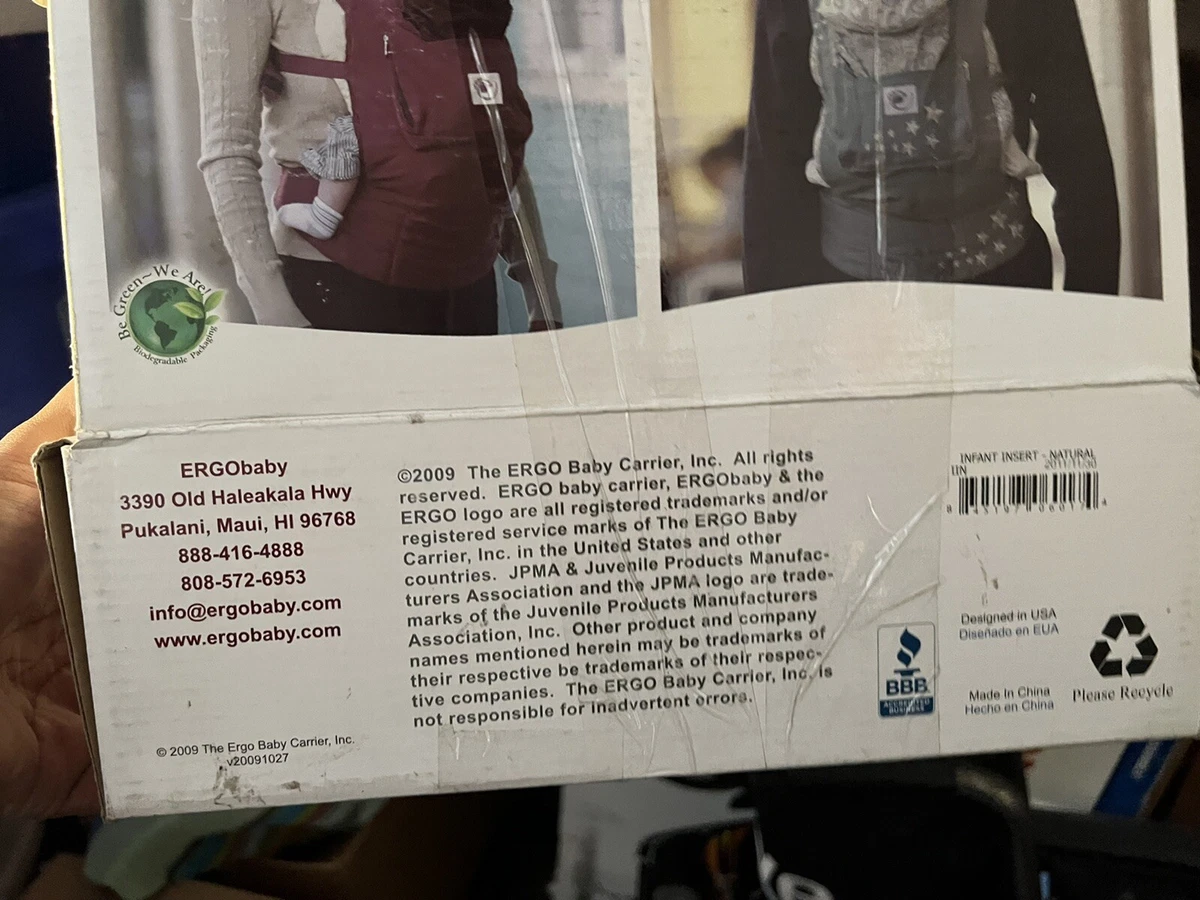 Be Green~We Are!
Biodegradable Packaging
ERGObaby
3390 Old Haleakala Hwy
Pukalani, Maui, HI 96768
888-416-4888
808-572-6953
info@ergobaby.com
www.ergobaby.com
© 2009 The Ergo Baby Carrier, Inc.
v20091027
©2009 The ERGO Baby Carrier, Inc. All rights
reserved. ERGO baby carrier, ERGObaby & the
ERGO logo are all registered trademarks and/or
registered service marks of The ERGO Baby
Carrier, Inc. in the United States and other
countries. JPMA & Juvenile Products Manufac-
turers Association and the JPMA logo are trade-
marks of the Juvenile Products Manufacturers
Association, Inc. Other product and company
names mentioned herein may be trademarks of
their respective be trademarks of their respec-
tive companies. The ERGO Baby Carrier, Inc. is
not responsible for inadvertent errors.
INFANT INSERT - NATURAL
IIN 2011/11/30
BBB
ACCREDITED
BUSINESS
Designed in USA
Diseñado en EUA
Made in China
Hecho en China
Please Recycle